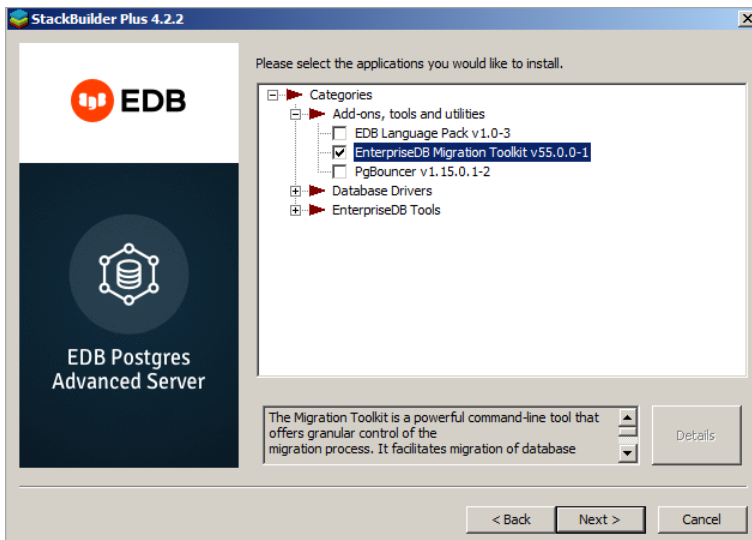 StackBuilder Plus 4.2.2
EDB
EDB Postgres
Advanced Server
Please select the applications you would like to install.
Categories
Add-ons, tools and utilities
EDB Language Pack v1.0-3
EnterpriseDB Migration Toolkit v55.0.0-1
PgBouncer v1.15.0.1-2
Database Drivers
EnterpriseDB Tools
The Migration Toolkit is a powerful command-line tool that
offers granular control of the
migration process. It facilitates migration of database
Details
< Back
Next >
Cancel